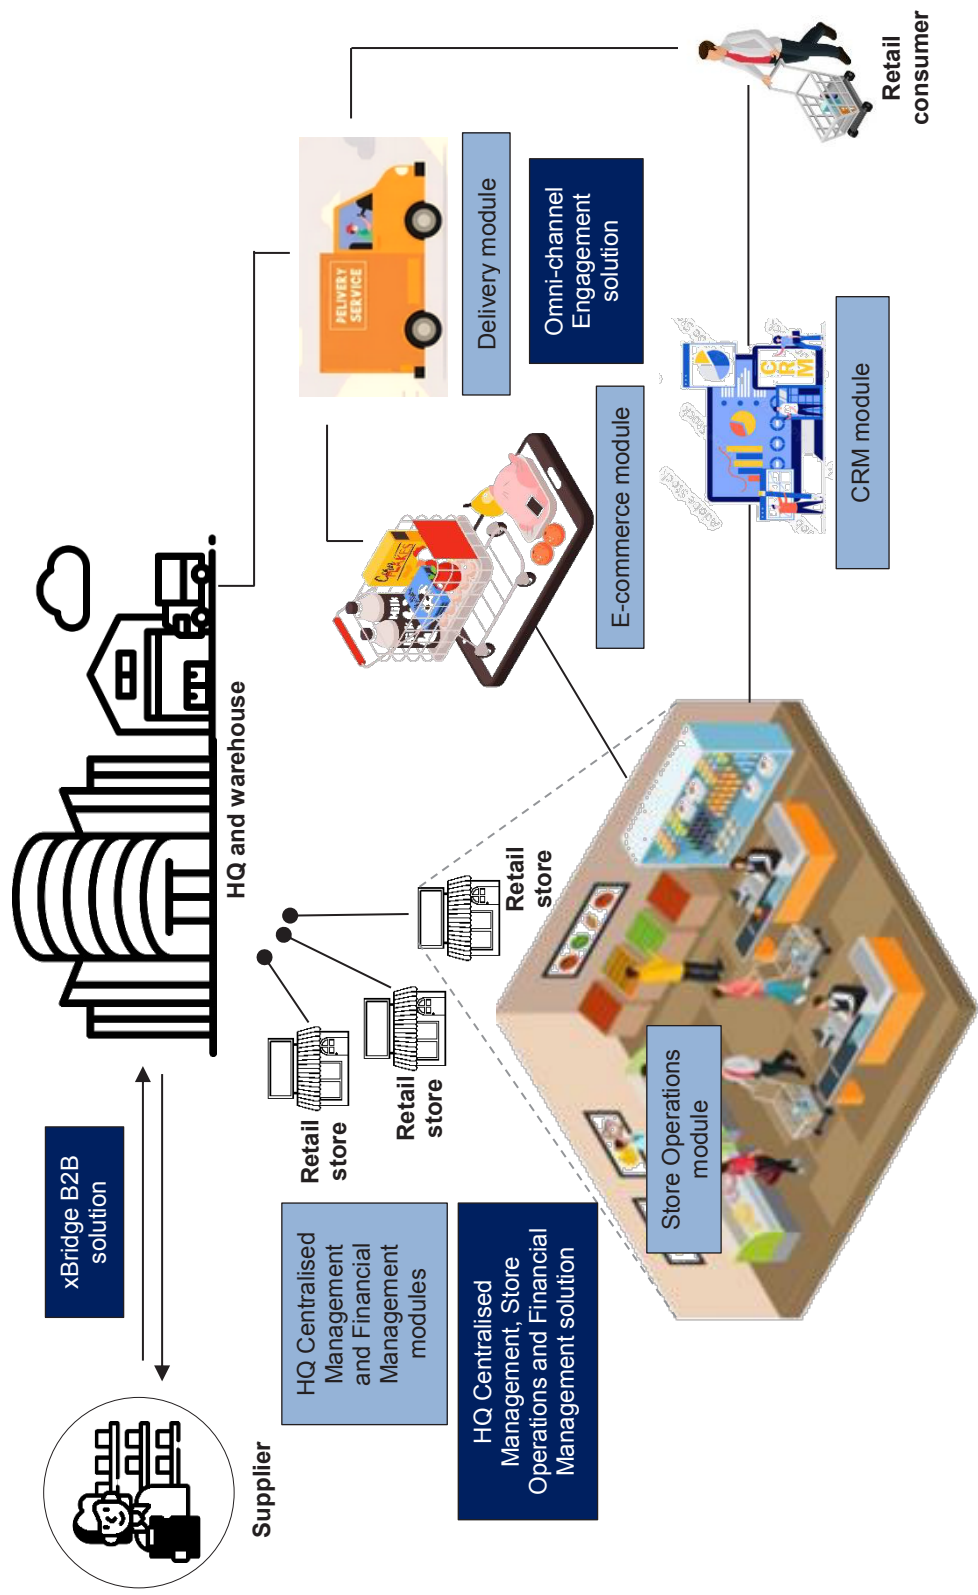 Supplier
xBridge B2B
solution
HQ and warehouse
HQ Centralised
Management
and Financial
Management
modules
HQ Centralised
Management, Store
Operations and Financial
Management solution
Retail
store
Retail
store
Retail
store
Store Operations
module
DELIVERY
SERVICE
Delivery module
Omni-channel
Engagement
solution
E-commerce module
CRM
CRM module
Retail
consumer